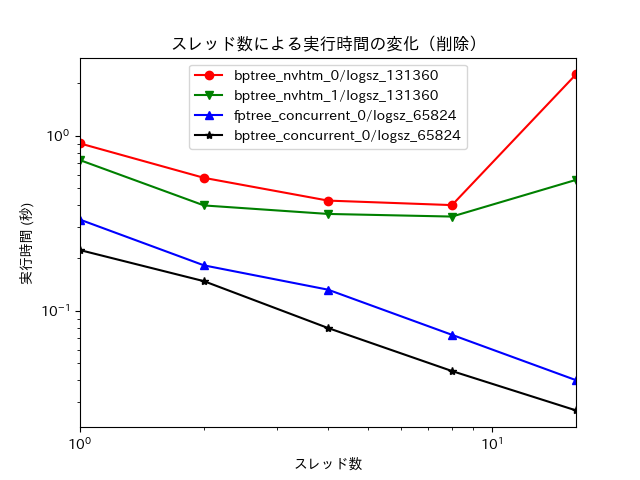 スレッド数による実行時間の変化（削除）
bptree_nvhtm_0/logsz_131360
bptree_nvhtm_1/logsz_131360
fptree_concurrent_0/logsz_65824
bptree_concurrent_0/logsz_65824
10⁰
10⁻¹
実行時間 (秒)
10⁰ 10¹
スレッド数